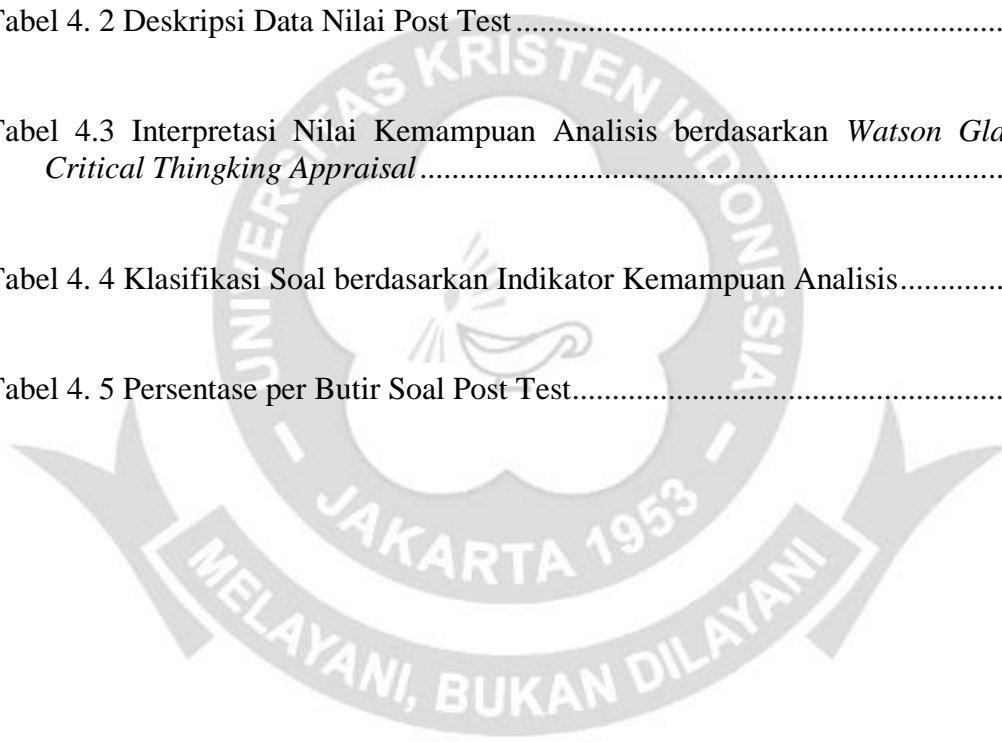 Tabel 4. 2 Deskripsi Data Nilai Post Test
Tabel 4.3 Interpretasi Nilai Kemampuan Analisis berdasarkan Watson
Critical Thingking Appraisal
Tabel 4. 4 Klasifikasi Soal berdasarkan Indikator Kemampuan Analisis
Tabel 4. 5 Persentase per Butir Soal Post Test
UNIVERSITAS KRISTEN INDONESIA
JAKARTA 1953
MELAYANI, BUKAN DILAYANI